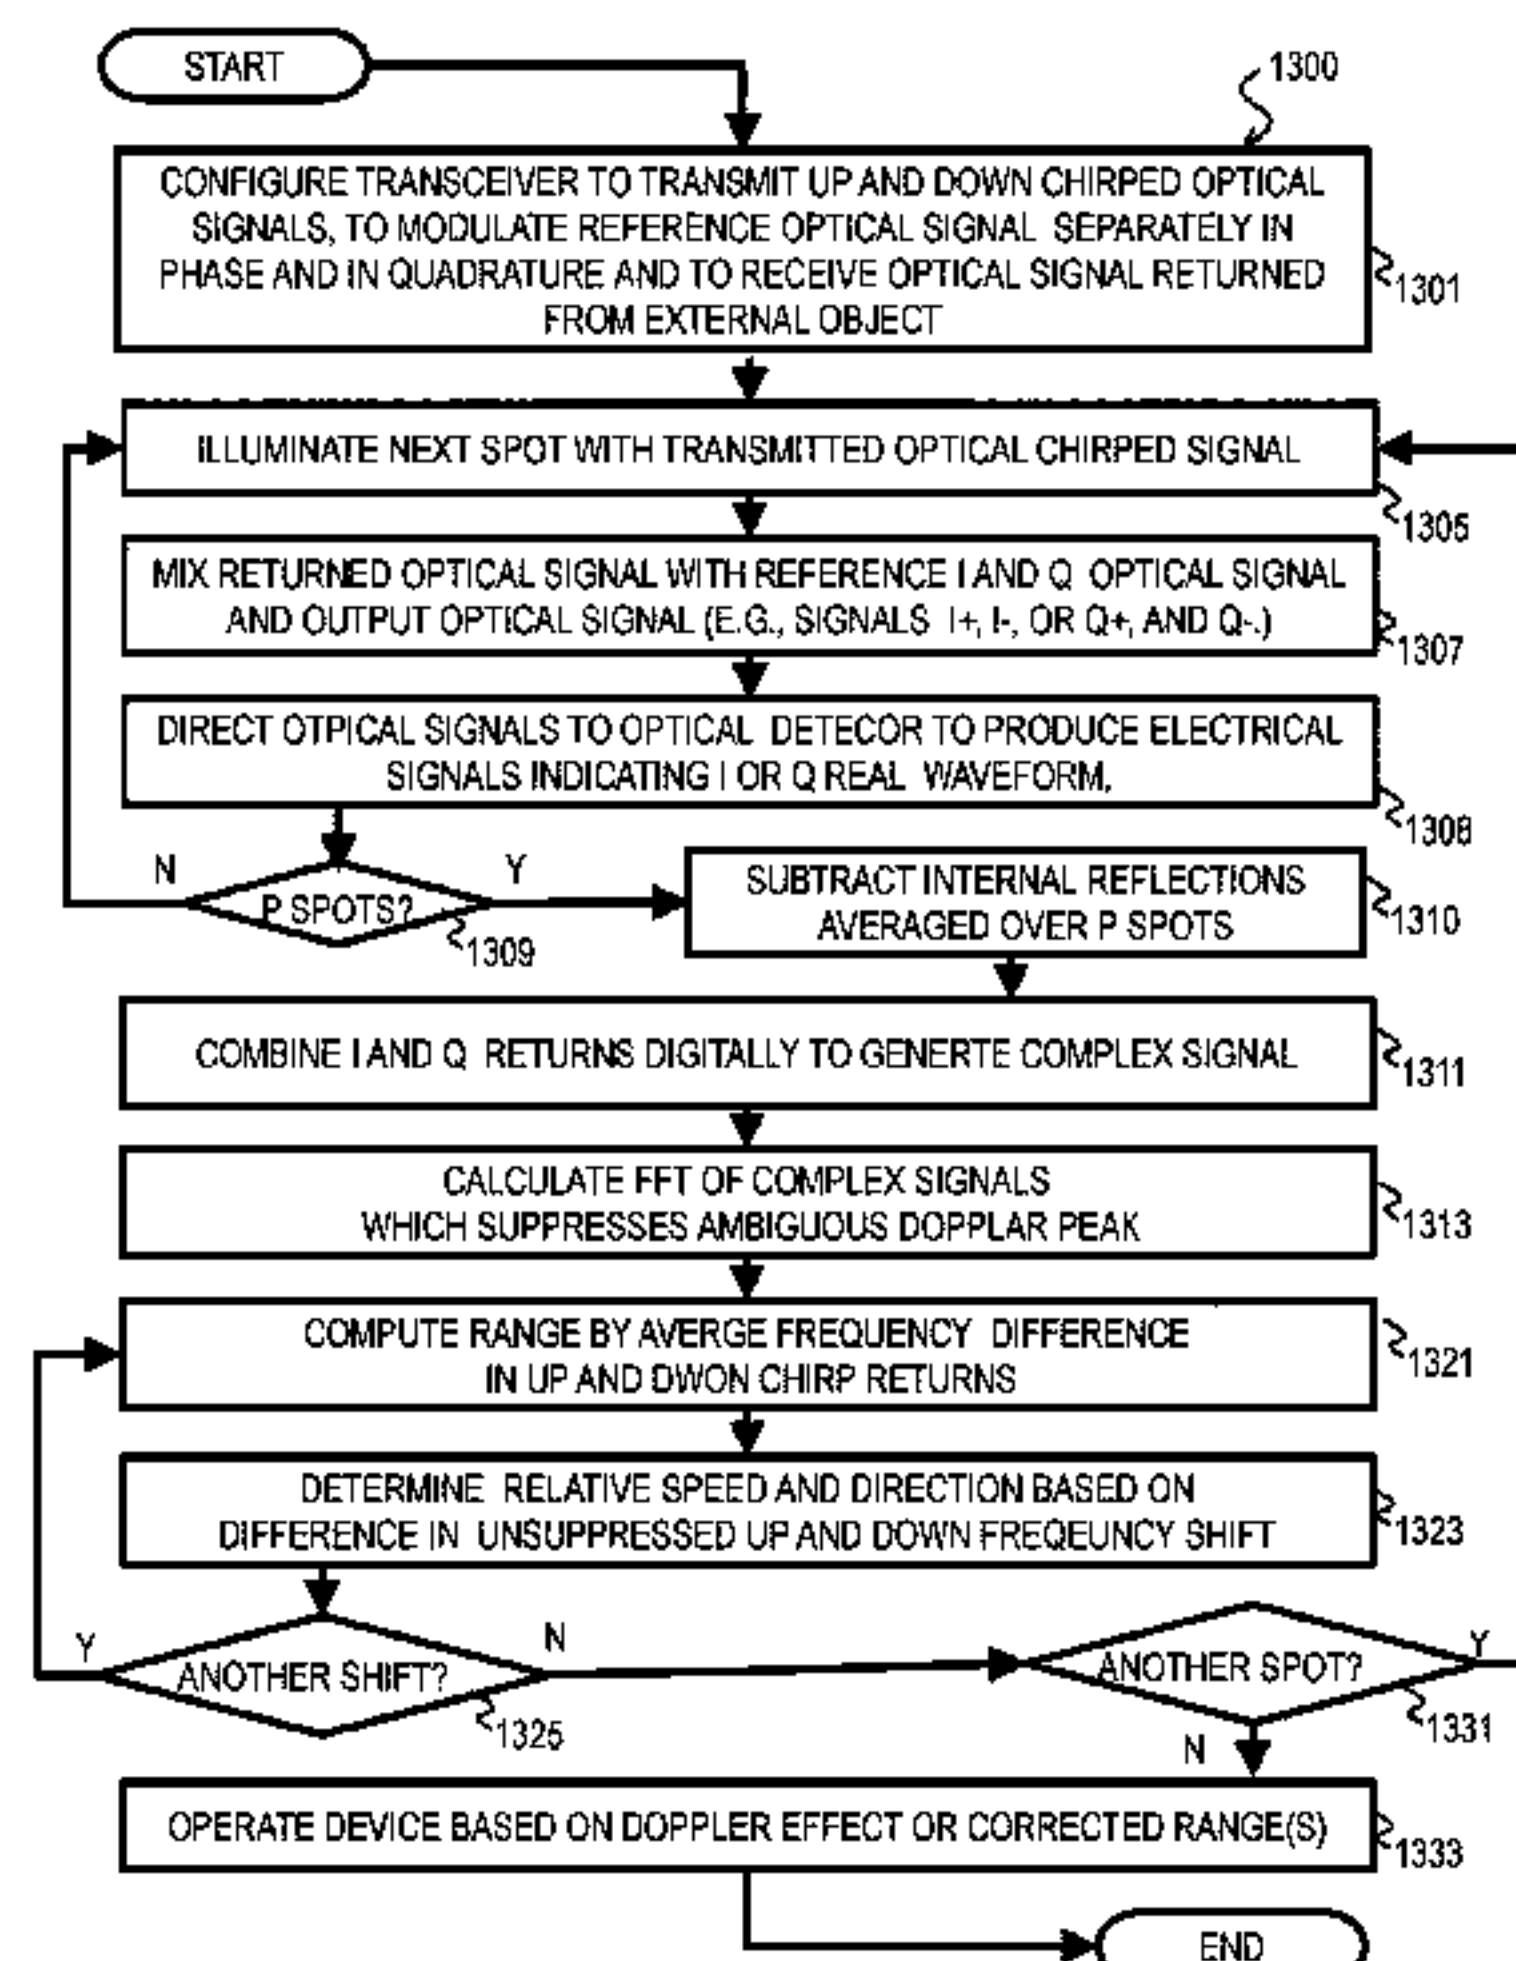 START
1300
CONFIGURE TRANSCEIVER TO TRANSMIT UP AND DOWN CHIRPED OPTICAL
SIGNALS, TO MODULATE REFERENCE OPTICAL SIGNAL SEPARATELY IN
PHASE AND IN QUADRATURE AND TO RECEIVE OPTICAL SIGNAL RETURNED
FROM EXTERNAL OBJECT
1301
ILLUMINATE NEXT SPOT WITH TRANSMITTED OPTICAL CHIRPED SIGNAL
1305
MIX RETURNED OPTICAL SIGNAL WITH REFERENCE I AND Q OPTICAL SIGNAL
AND OUTPUT OPTICAL SIGNAL (E.G., SIGNALS I+, I-, OR Q+, AND Q-.)
1307
DIRECT OTPICAL SIGNALS TO OPTICAL DETECOR TO PRODUCE ELECTRICAL
SIGNALS INDICATING I OR Q REAL WAVEFORM,
1308
N
Y
P SPOTS?
1309
SUBTRACT INTERNAL REFLECTIONS
AVERAGED OVER P SPOTS
1310
COMBINE I AND Q RETURNS DIGITALLY TO GENERTE COMPLEX SIGNAL
1311
CALCULATE FFT OF COMPLEX SIGNALS
WHICH SUPPRESSES AMBIGUOUS DOPPLAR PEAK
1313
COMPUTE RANGE BY AVERGE FREQUENCY DIFFERENCE
IN UP AND DWON CHIRP RETURNS
1321
DETERMINE RELATIVE SPEED AND DIRECTION BASED ON
DIFFERENCE IN UNSUPPRESSED UP AND DOWN FREQEUNCY SHIFT
1323
Y
ANOTHER SHIFT?
N
1325
ANOTHER SPOT?
Y
1331
N
OPERATE DEVICE BASED ON DOPPLER EFFECT OR CORRECTED RANGE(S)
1333
END